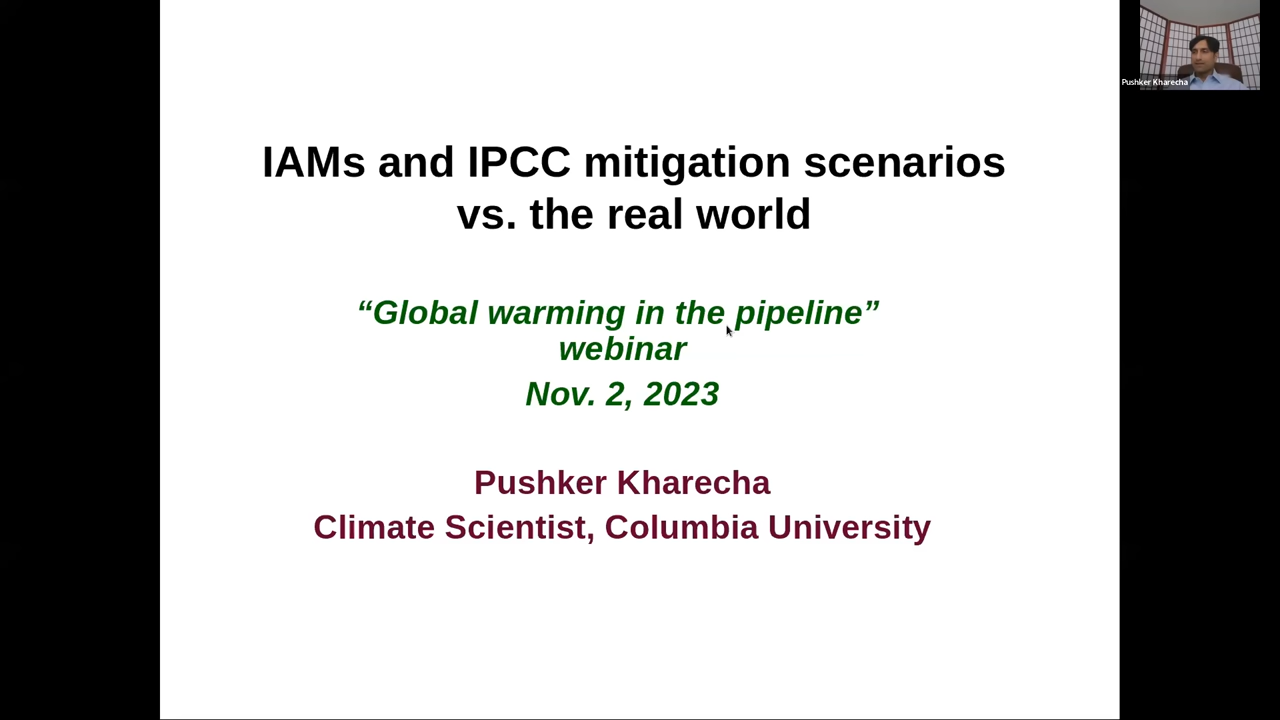 IAMs and IPCC mitigation scenarios
vs. the real world
“Global warming in the pipeline”
webinar
Nov. 2, 2023
Pushker Kharecha
Climate Scientist, Columbia University
Pushker Kharecha